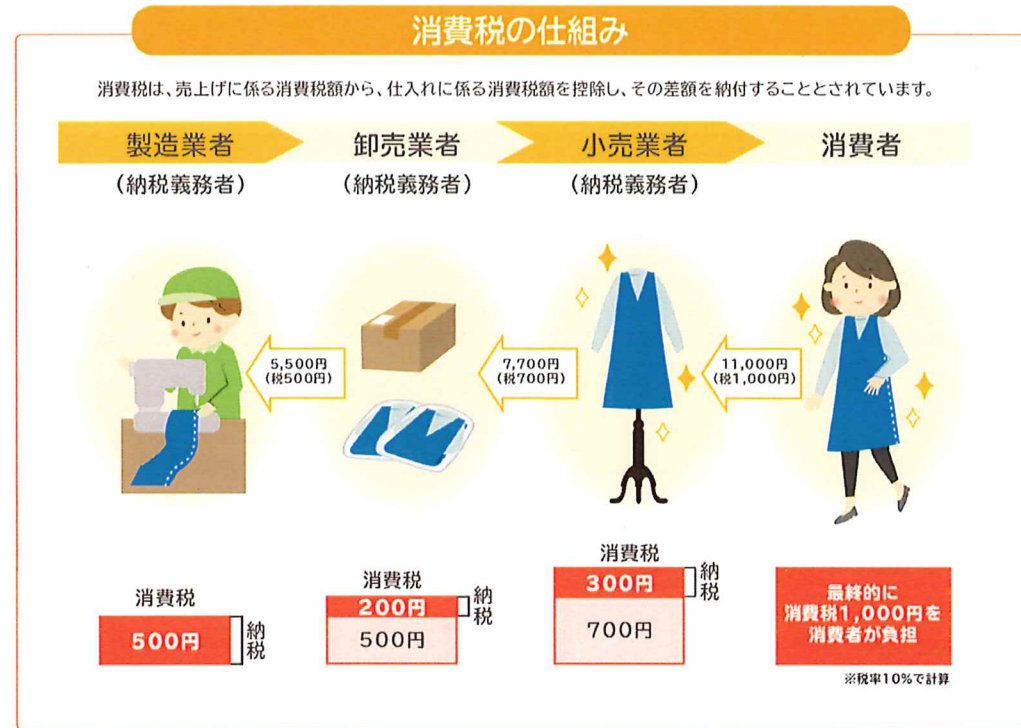 消費税の仕組み
消費税は、売上げに係る消費税額から、仕入れに係る消費税額を控除し、その差額を納付することとされています。
製造業者
卸売業者
小売業者
消費者
(納税義務者)
(納税義務者)
(納税義務者)
5,500円
(税500円)
7,700円
(税700円)
11,000円
(税1,000円)
消費税
500円
納税
消費税
200円
納税
500円
消費税
300円
納税
700円
最終的に
消費税1,000円を
消費者が負担
※税率10%で計算